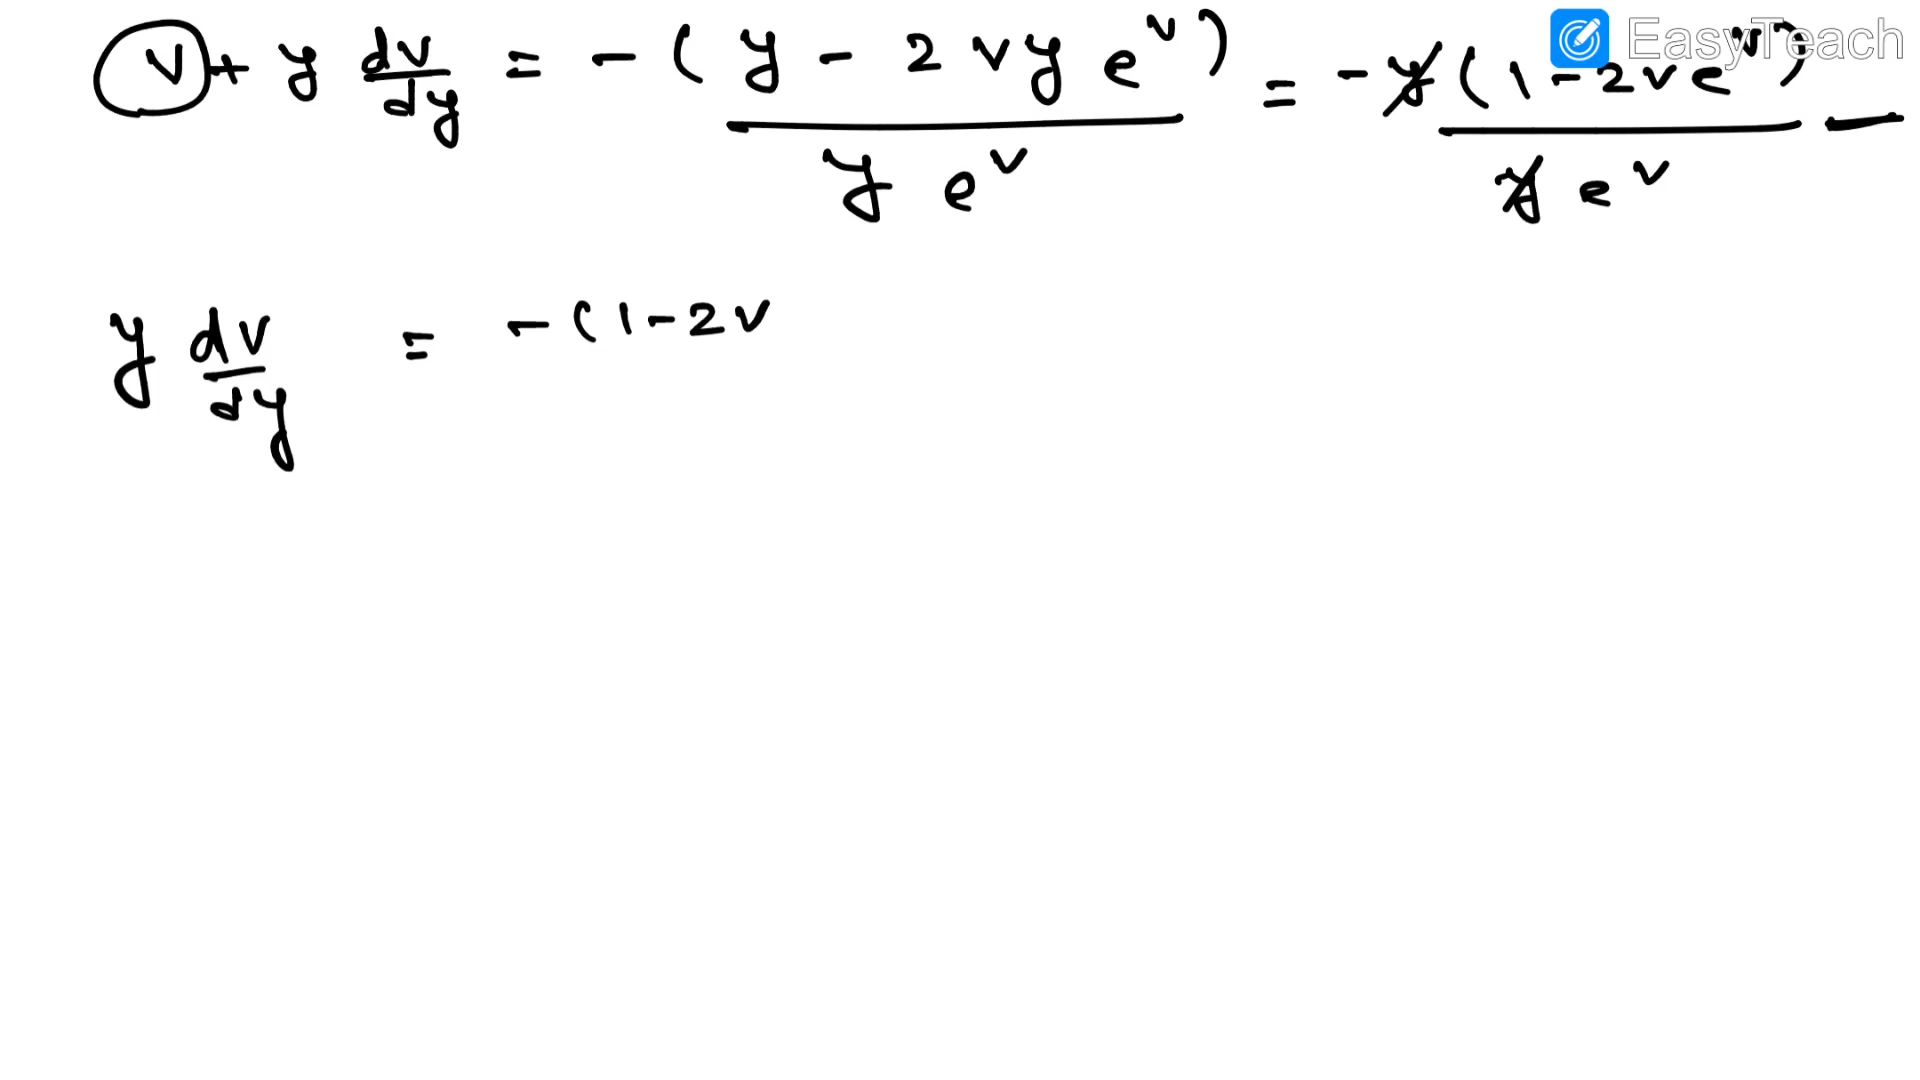 v + y dv/dy = -(y - 2vye^v) / ye^v = -y(1-2ve^v) / ye^v —
y dv/dy = -(1-2v
EasyTeach